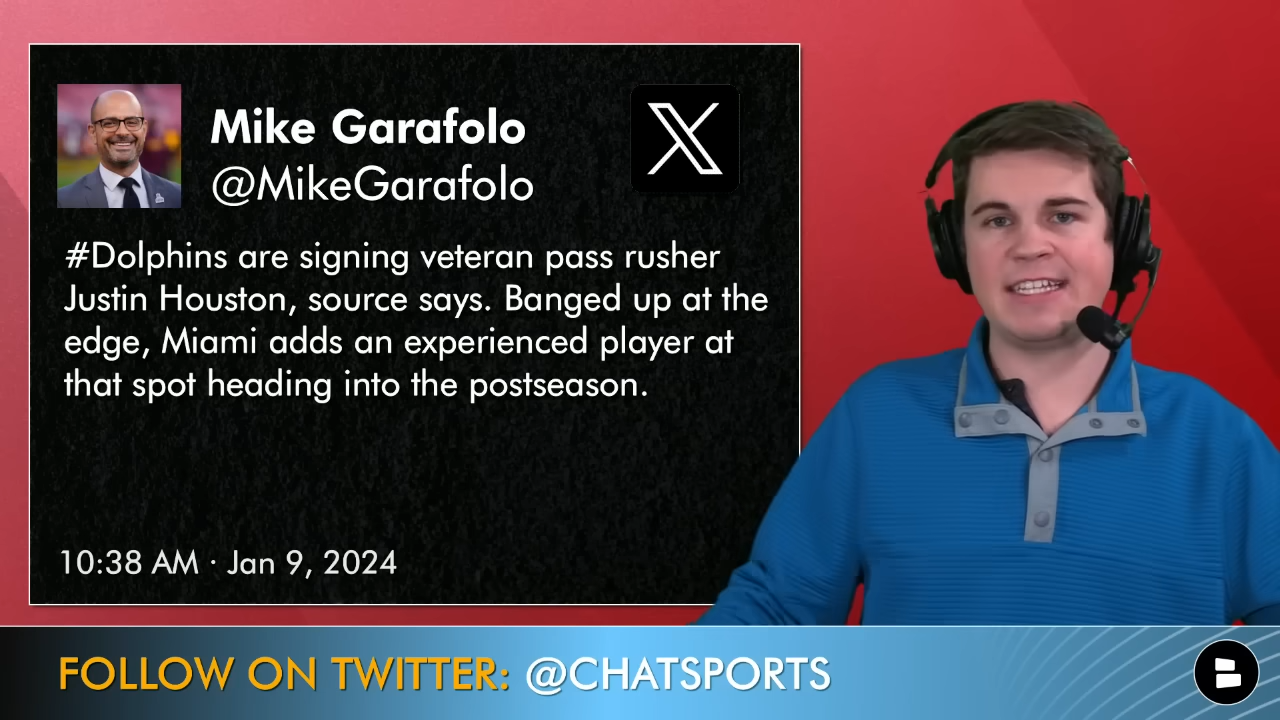 Mike Garafolo
@MikeGarafolo
#Dolphins are signing veteran pass rusher
Justin Houston, source says. Banged up at the
edge, Miami adds an experienced player at
that spot heading into the postseason.
10:38 AM · Jan 9, 2024
FOLLOW ON TWITTER: @CHATSPORTS